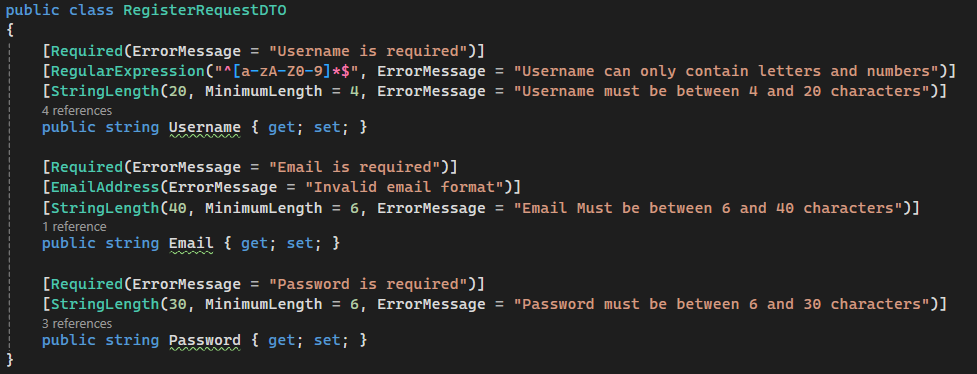 public class RegisterRequestDTO
{
[Required(ErrorMessage = "Username is required")]
[RegularExpression("^[a-zA-Z0-9]*$", ErrorMessage = "Username can only contain letters and numbers")]
[StringLength(20, MinimumLength = 4, ErrorMessage = "Username must be between 4 and 20 characters")]
4 references
public string Username { get; set; }
[Required(ErrorMessage = "Email is required")]
[EmailAddress(ErrorMessage = "Invalid email format")]
[StringLength(40, MinimumLength = 6, ErrorMessage = "Email Must be between 6 and 40 characters")]
1 reference
public string Email { get; set; }
[Required(ErrorMessage = "Password is required")]
[StringLength(30, MinimumLength = 6, ErrorMessage = "Password must be between 6 and 30 characters")]
3 references
public string Password { get; set; }
}